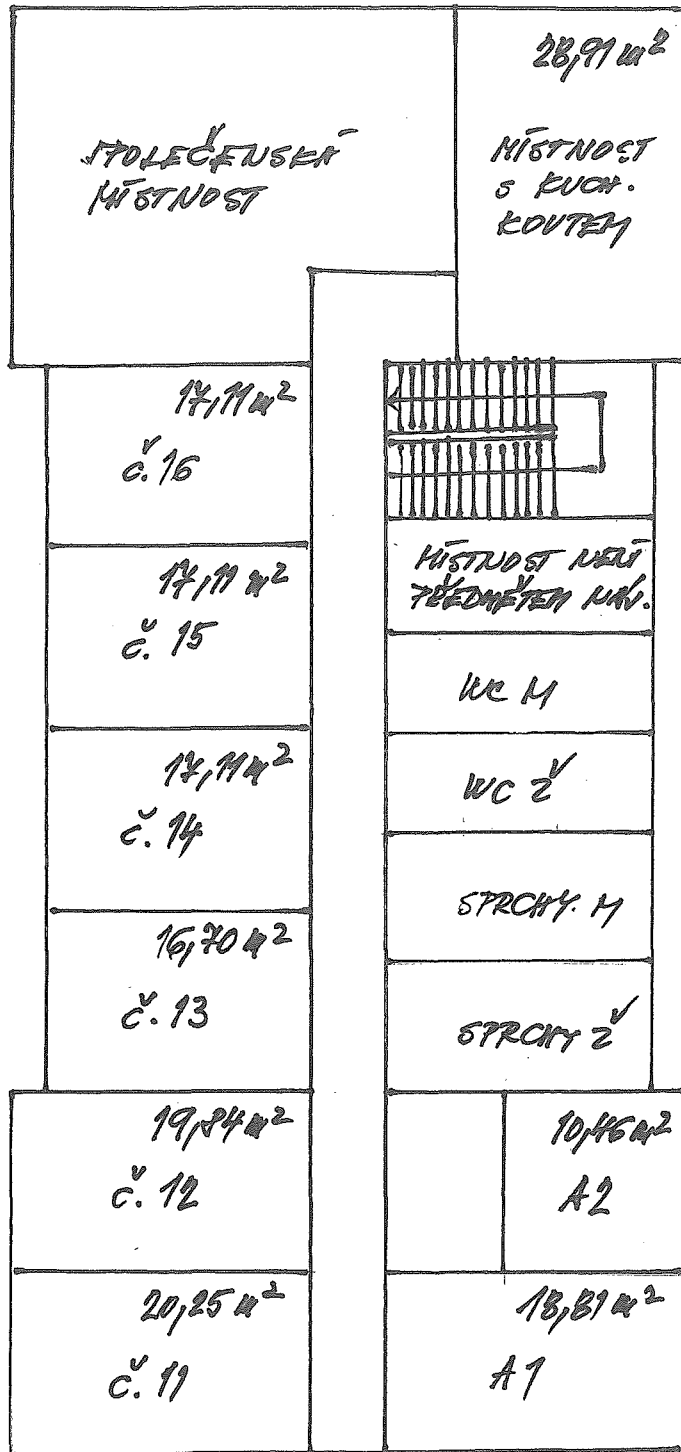 SPOLEČENSKÁ
MÍSTNOST
28,91 m²
MÍSTNOST
S KUCH.
KOUTEM
17,11 m²
č. 16
17,11 m²
č. 15
17,11 m²
č. 14
16,70 m²
č. 13
19,84 m²
č. 12
20,25 m²
č. 11
MÍSTNOST NENÍ
PŘEDMĚTEM NÁJ.
WC M
WC Ž
SPRCHY. M
SPRCHY Ž
10,46 m²
A2
18,81 m²
A1